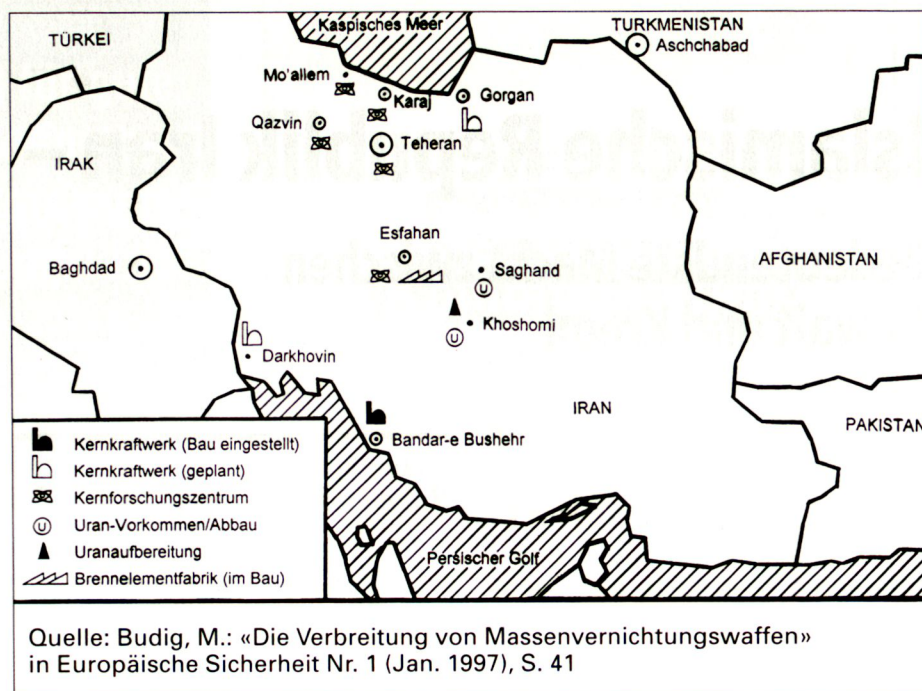 Kaspisches Meer
TURKMENISTAN
TÜRKEI
Aschchabad
Mo'allem
Karaj
Gorgan
Qazvin
Teheran
IRAK
Esfahan
Baghdad
Saghand
AFGHANISTAN
U
Khoshomi
U
Darkhovin
IRAN
PAKISTAN
Bandar-e Bushehr
Kernkraftwerk (Bau eingestellt)
Kernkraftwerk (geplant)
Kernforschungszentrum
U Uran-Vorkommen/Abbau
Uranaufbereitung
Brennelementfabrik (im Bau)
Persischer Golf
Quelle: Budig, M.: «Die Verbreitung von Massenvernichtungswaffen»
in Europäische Sicherheit Nr. 1 (Jan. 1997), S. 41